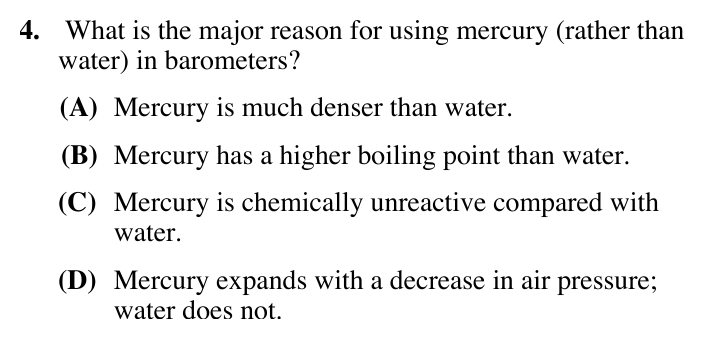 4. What is the major reason for using mercury (rather than
water) in barometers?
(A) Mercury is much denser than water.
(B) Mercury has a higher boiling point than water.
(C) Mercury is chemically unreactive compared with
water.
(D) Mercury expands with a decrease in air pressure;
water does not.